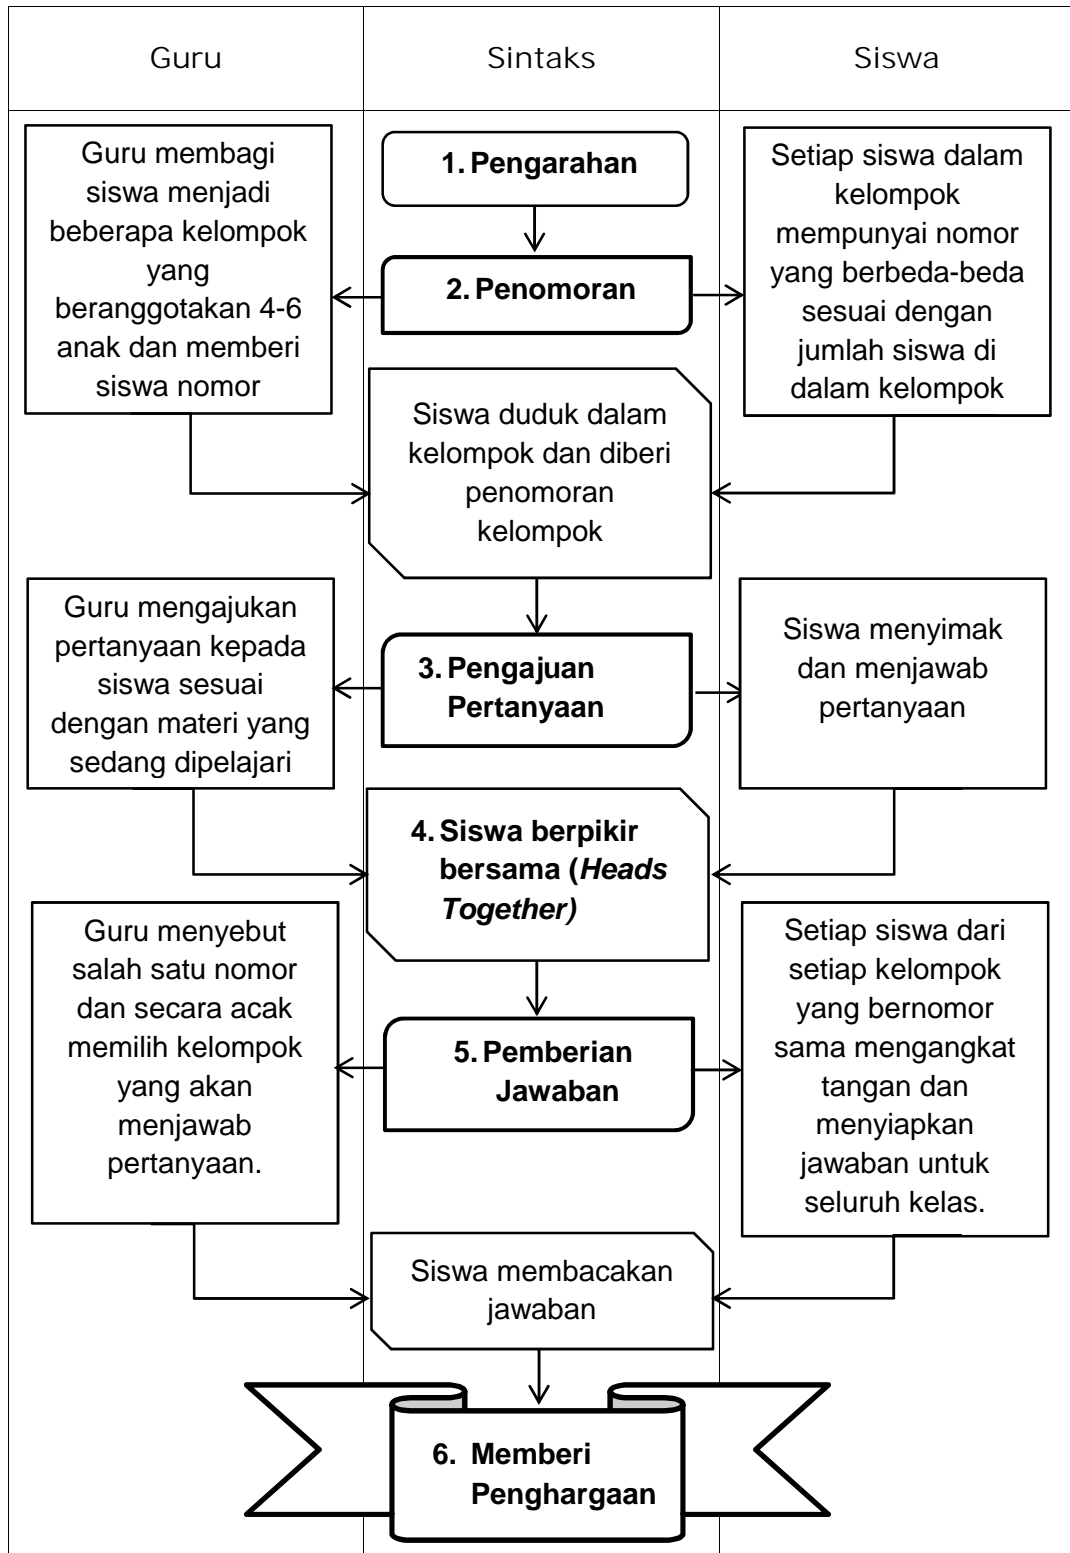 Guru
Sintaks
Siswa
Guru membagi
siswa menjadi
beberapa kelompok
yang
beranggotakan 4-6
anak dan memberi
siswa nomor
1. Pengarahan
2. Penomoran
Setiap siswa dalam
kelompok
mempunyai nomor
yang berbeda-beda
sesuai dengan
jumlah siswa di
dalam kelompok
Siswa duduk dalam
kelompok dan diberi
penomoran
kelompok
Guru mengajukan
pertanyaan kepada
siswa sesuai
dengan materi yang
sedang dipelajari
3. Pengajuan
Pertanyaan
Siswa menyimak
dan menjawab
pertanyaan
4. Siswa berpikir
bersama (Heads
Together)
Guru menyebut
salah satu nomor
dan secara acak
memilih kelompok
yang akan
menjawab
pertanyaan.
5. Pemberian
Jawaban
Setiap siswa dari
setiap kelompok
yang bernomor
sama mengangkat
tangan dan
menyiapkan
jawaban untuk
seluruh kelas.
Siswa membacakan
jawaban
6. Memberi
Penghargaan